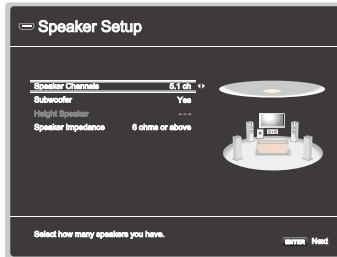 Speaker Setup
Speaker Channels 5.1 ch
Subwoofer Yes
Height Speaker ---
Speaker Impedance 6 ohms or above
Select how many speakers you have.
ENTER Next